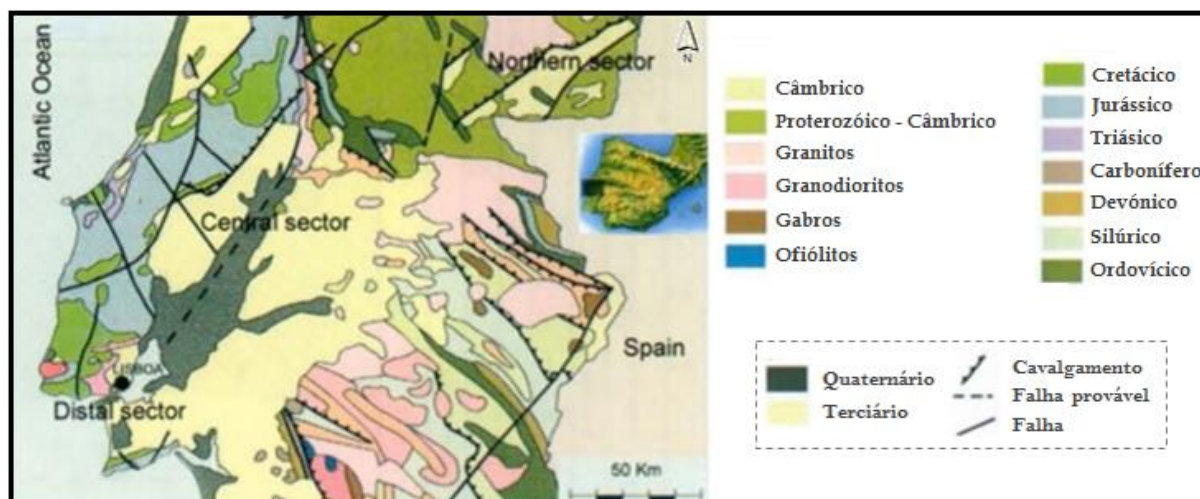 Atlantic Ocean
Northern sector
N
Central sector
Spain
LISBOA
Distal sector
50 Km
Câmbrico
Proterozóico - Câmbrico
Granitos
Granodioritos
Gabros
Ofiólitos
Cretácico
Jurássico
Triásico
Carbonífero
Devónico
Silúrico
Ordovícico
Quaternário
Terciário
Cavalgamento
Falha provável
Falha